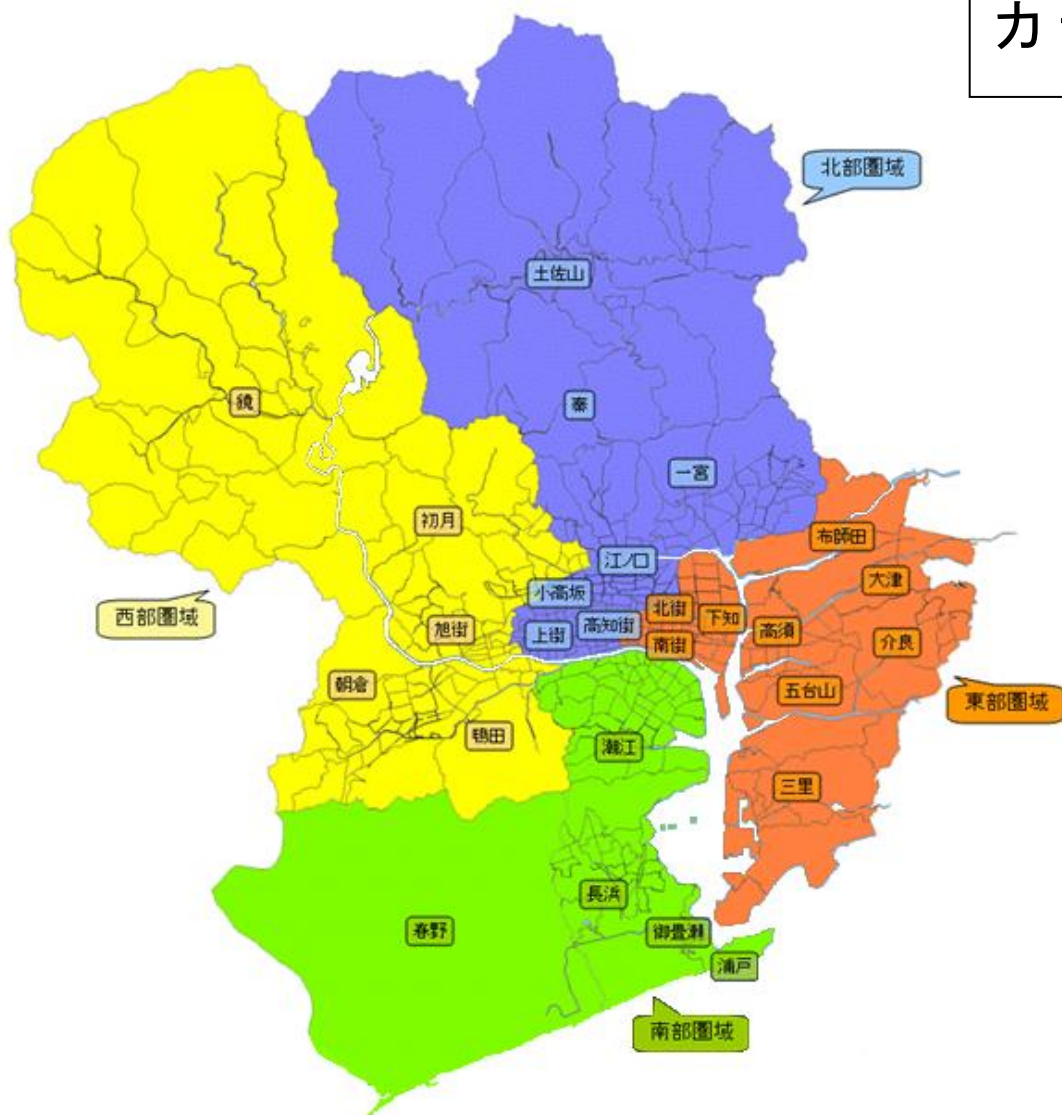 カ
北部圏域
土佐山
鏡
秦
一宮
初月
布師田
江ノ口
大津
小高坂
西部圏域
北街
下知
高知街
旭街
上街
高須
南街
介良
朝倉
五台山
東部圏域
鴨田
潮江
三里
長浜
春野
御畳瀬
浦戸
南部圏域